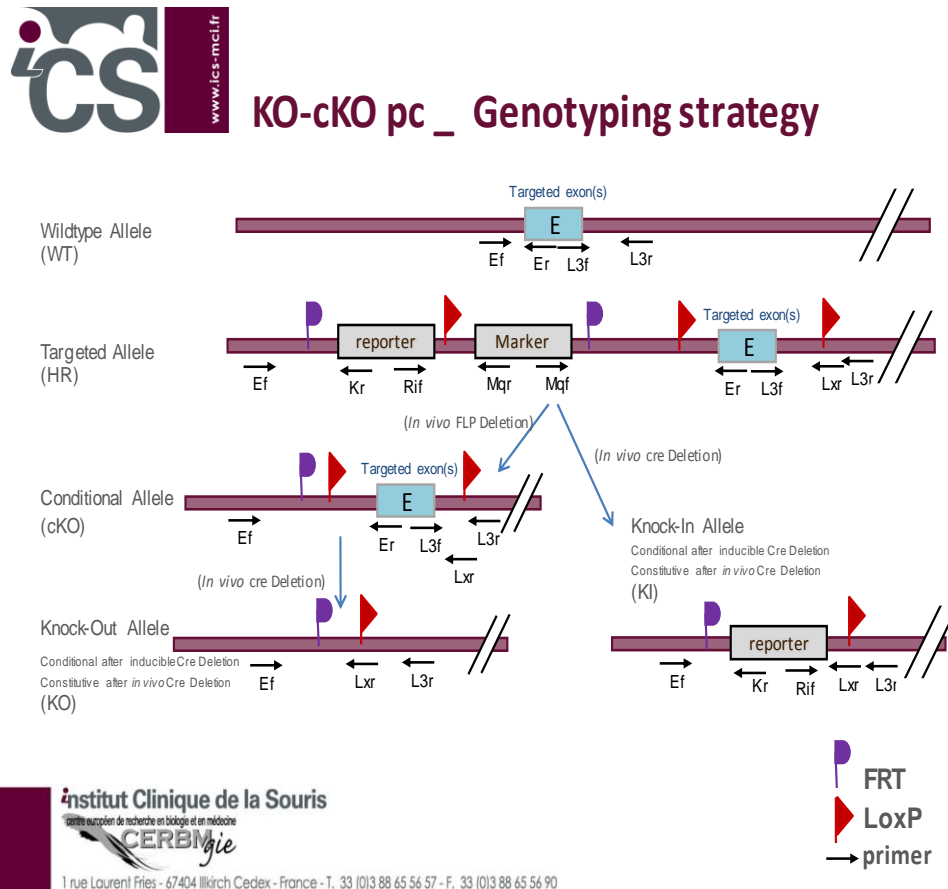 iCS
www.ics-mci.fr
KO-cKO pc _ Genotyping strategy
Wildtype Allele
(WT)
Targeted exon(s)
E
Ef
Er
L3f
L3r
Targeted Allele
(HR)
Targeted exon(s)
reporter
Marker
E
Ef
Kr
Rif
Mqr
Mqf
Er
L3f
Lxr
L3r
(In vivo FLP Deletion)
(In vivo cre Deletion)
Conditional Allele
(cKO)
Targeted exon(s)
E
Ef
Er
L3f
L3r
Lxr
(In vivo cre Deletion)
Knock-Out Allele
Conditional after inducible Cre Deletion
Constitutive after in vivo Cre Deletion
(KO)
Ef
Lxr
L3r
Knock-In Allele
Conditional after inducible Cre Deletion
Constitutive after in vivo Cre Deletion
(KI)
reporter
Ef
Kr
Rif
Lxr
L3r
FRT
LoxP
primer
institut Clinique de la Souris
centre européen de recherche en biologie et en médecine
CERBMgie
1 rue Laurent Fries - 67404 Illkirch Cedex - France - T. 33 (0)3 88 65 56 57 - F. 33 (0)3 88 65 56 90